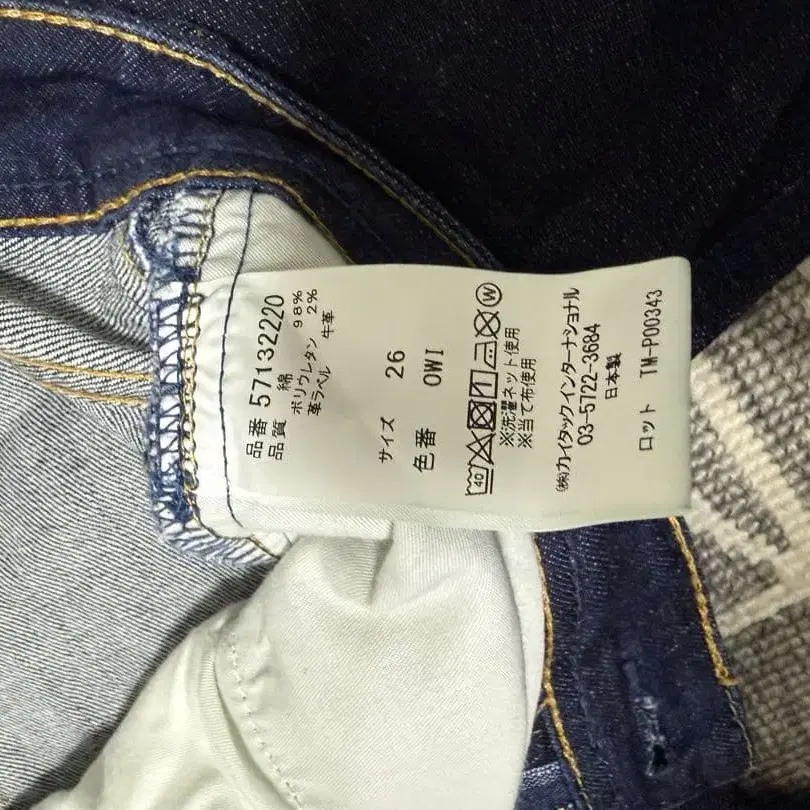 品番 57132220
品質 綿 98%
ポリウレタン 2%
革ラベル 牛革
サイズ 26
色番 OWI
40 W
※洗濯ネット使用
※当て布使用
㈱カイタックインターナショナル
03-5722-3684
日本製
ロット TM-P00343